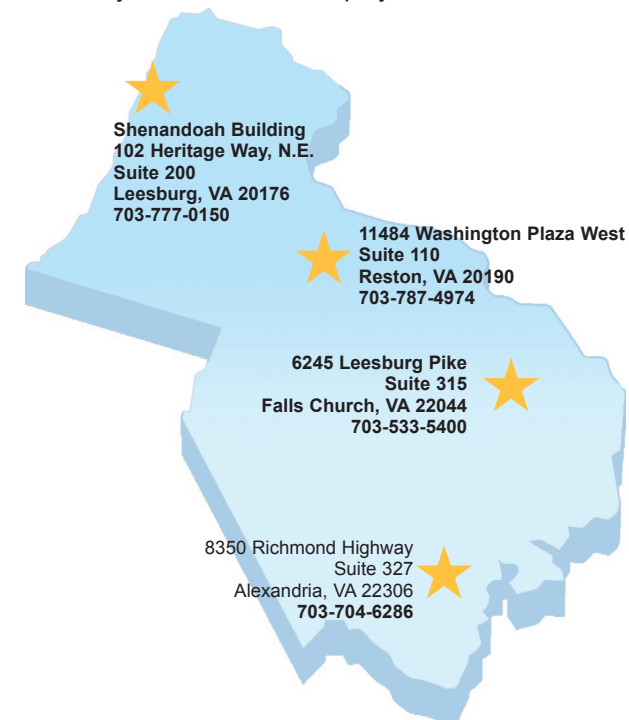 Shenandoah Building
102 Heritage Way, N.E.
Suite 200
Leesburg, VA 20176
703-777-0150
11484 Washington Plaza West
Suite 110
Reston, VA 20190
703-787-4974
6245 Leesburg Pike
Suite 315
Falls Church, VA 22044
703-533-5400
8350 Richmond Highway
Suite 327
Alexandria, VA 22306
703-704-6286